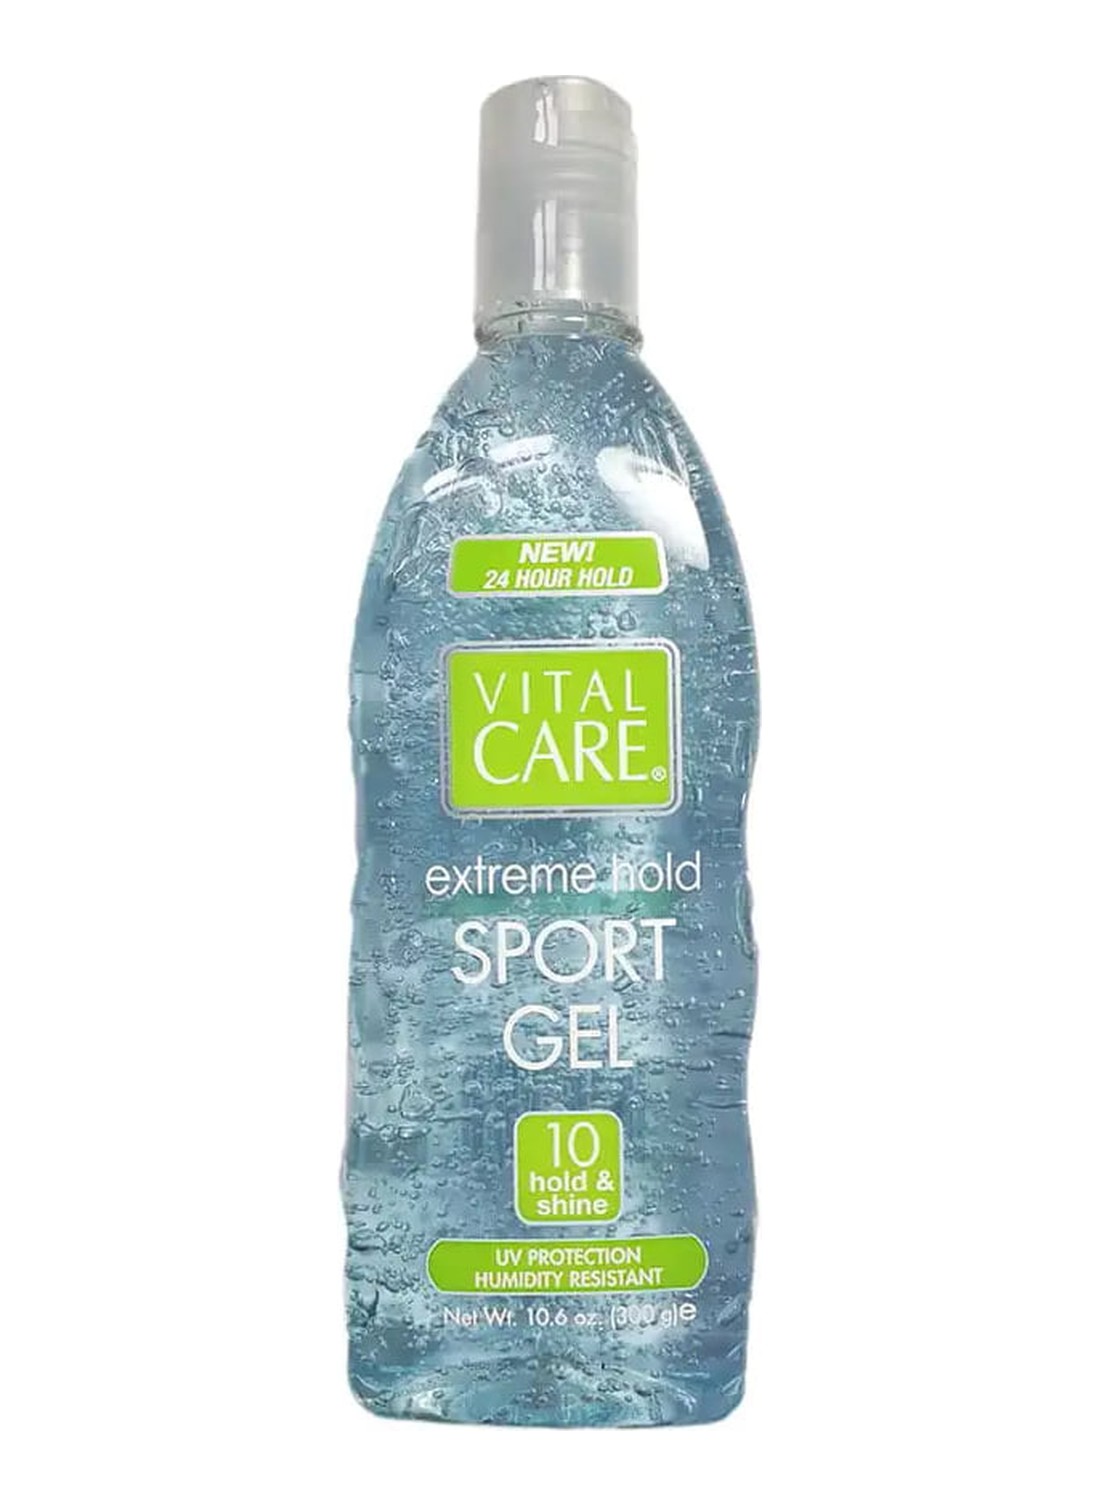 NEW!
24 HOUR HOLD
VITAL
CARE®
extreme hold
SPORT
GEL
10
hold &
shine
UV PROTECTION
HUMIDITY RESISTANT
Net Wt. 10.6 oz. (300 g)e